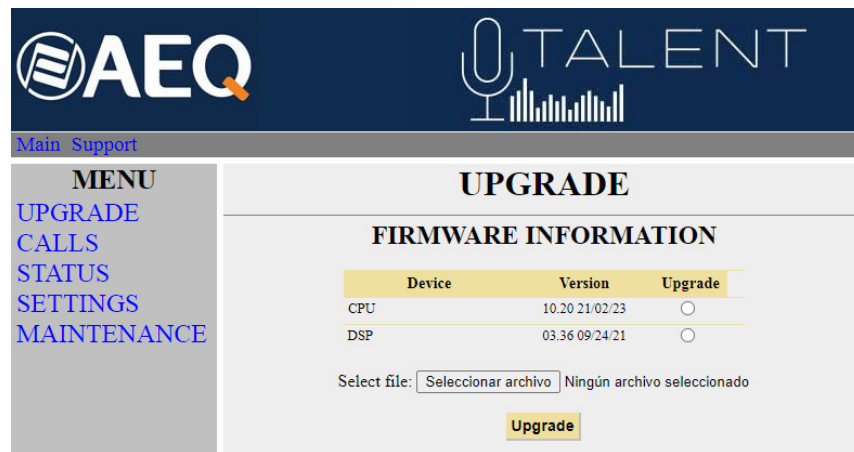 AEQ
TALENT
Main Support
MENU
UPGRADE
CALLS
STATUS
SETTINGS
MAINTENANCE
UPGRADE
FIRMWARE INFORMATION
Device Version Upgrade
CPU 10.20 21/02/23
DSP 03.36 09/24/21
Select file: Seleccionar archivo Ningún archivo seleccionado
Upgrade